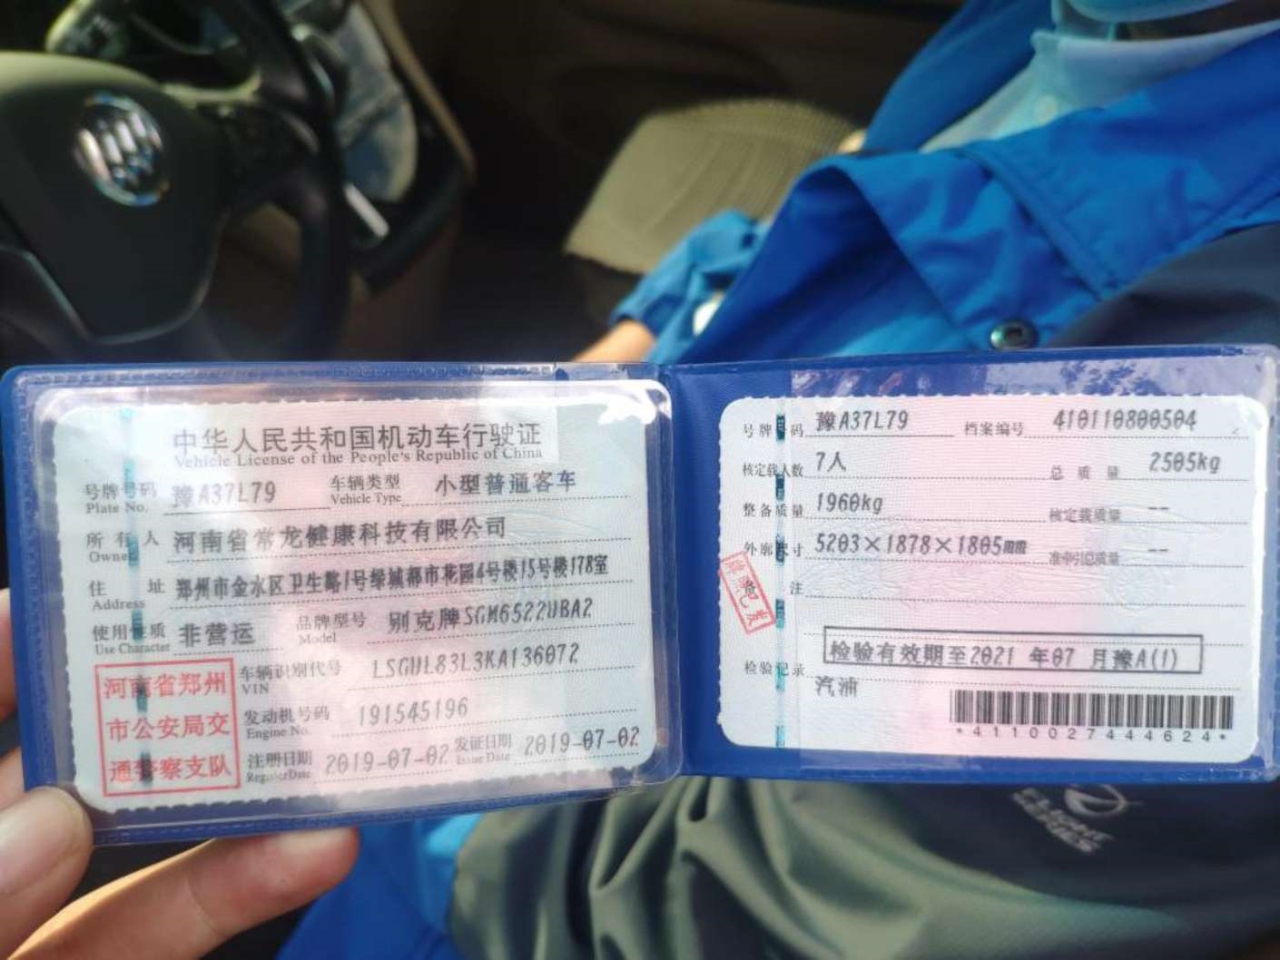 中华人民共和国机动车行驶证
Vehicle License of the People's Republic of China
号牌号码 豫A37L79 车辆类型 小型普通客车
Plate No. Vehicle Type
所有人 河南省常龙健康科技有限公司
Owner
住址 郑州市金水区卫生路1号绿城都市花园4号楼15号楼178室
Address
使用性质 非营运 品牌型号 别克牌SGM6522UBA2
Use Character Model
车辆识别代号 LSGUL83L3KA136072
VIN
发动机号码 191545196
Engine No.
注册日期 2019-07-02 发证日期 2019-07-02
Register Date Issue Date
河南省郑州
市公安局交
通警察支队
号牌号码 豫A37L79 档案编号 410110800504
核定载人数 7人 总质量 2505kg
整备质量 1960kg 核定载质量 --
外廓尺寸 5203×1878×1805mm 准牵引总质量 --
备注
检验记录 检验有效期至2021年07月豫A(1)
汽油
*4110027444624*